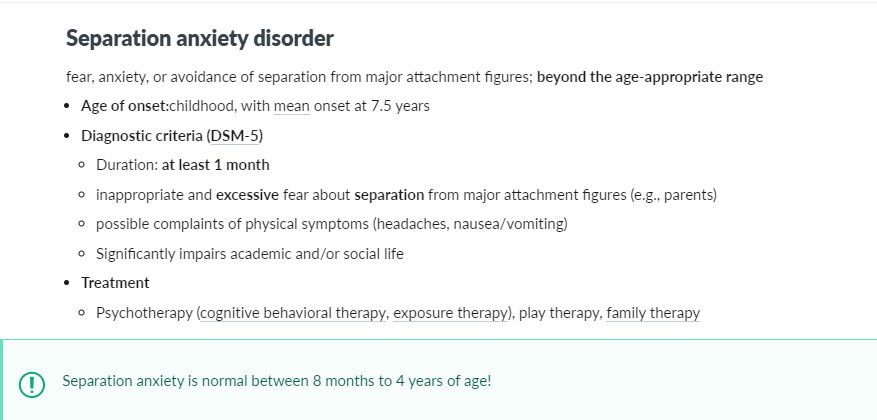 Separation anxiety disorder
fear, anxiety, or avoidance of separation from major attachment figures; beyond the age-appropriate range
• Age of onset:childhood, with mean onset at 7.5 years
• Diagnostic criteria (DSM-5)
◦ Duration: at least 1 month
◦ inappropriate and excessive fear about separation from major attachment figures (e.g., parents)
◦ possible complaints of physical symptoms (headaches, nausea/vomiting)
◦ Significantly impairs academic and/or social life
• Treatment
◦ Psychotherapy (cognitive behavioral therapy, exposure therapy), play therapy, family therapy
Separation anxiety is normal between 8 months to 4 years of age!